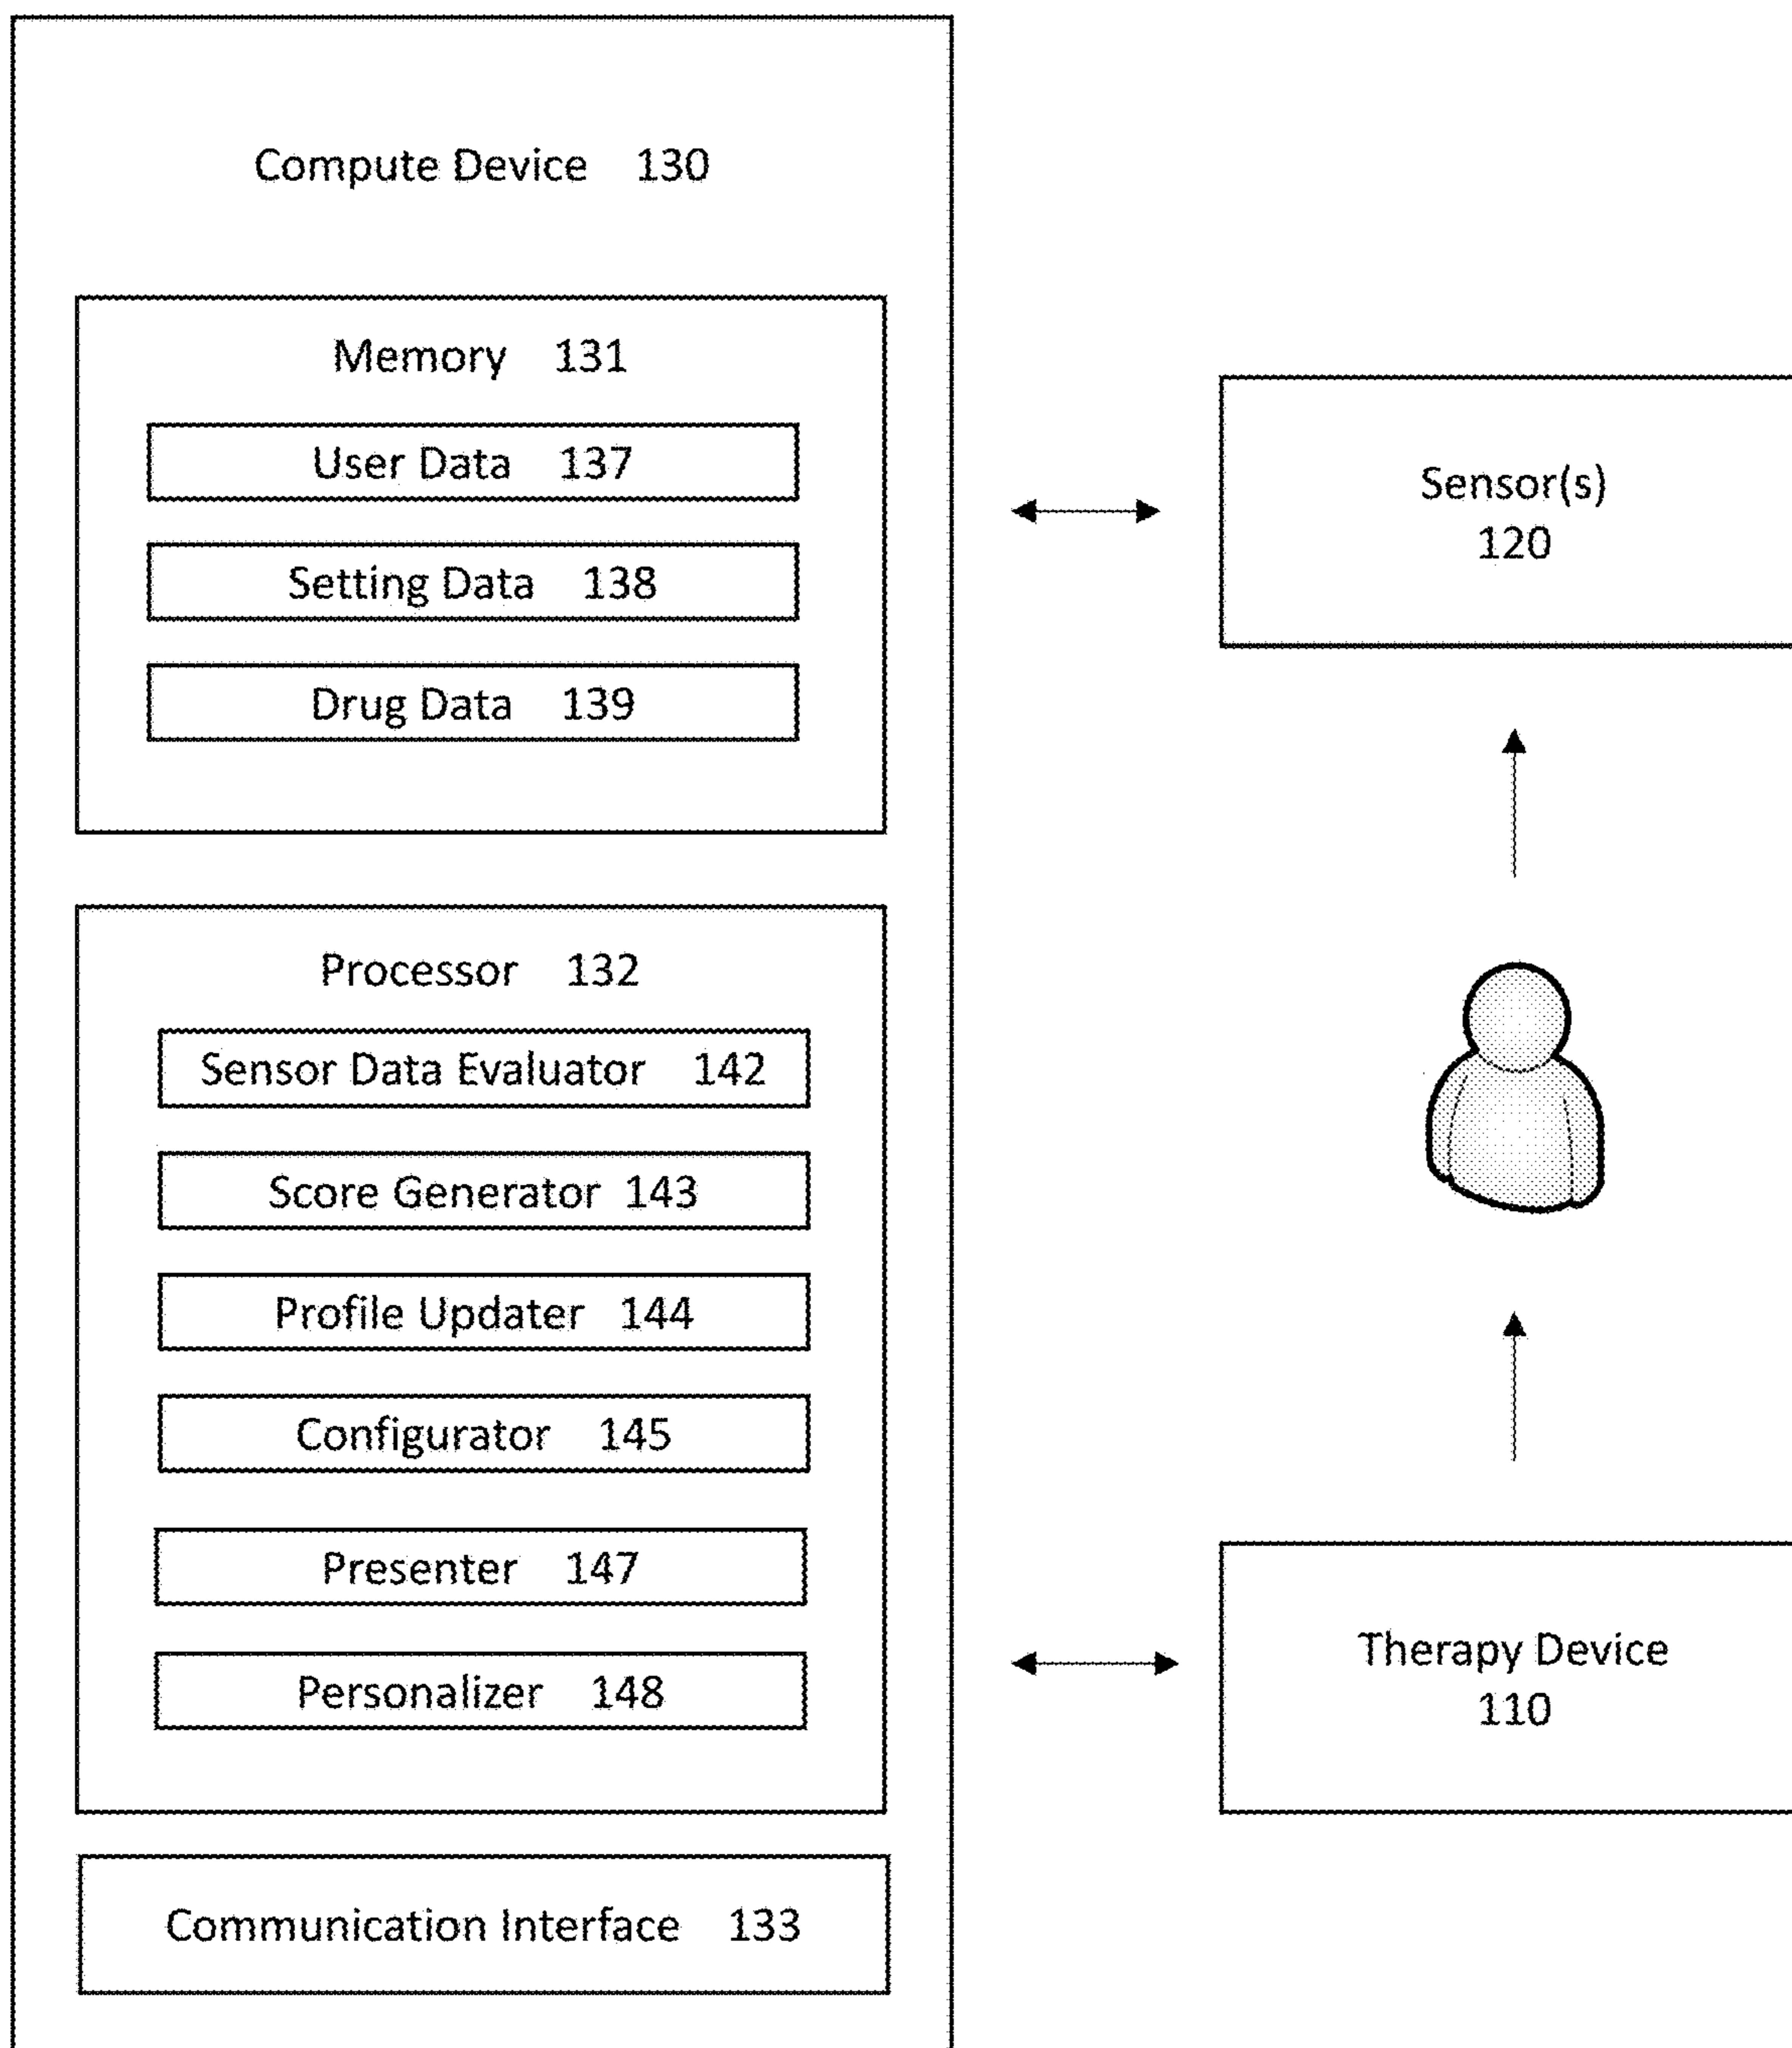 Compute Device 130
Memory 131
User Data 137
Setting Data 138
Drug Data 139
Processor 132
Sensor Data Evaluator 142
Score Generator 143
Profile Updater 144
Configurator 145
Presenter 147
Personalizer 148
Communication Interface 133
Sensor(s)
120
Therapy Device
110